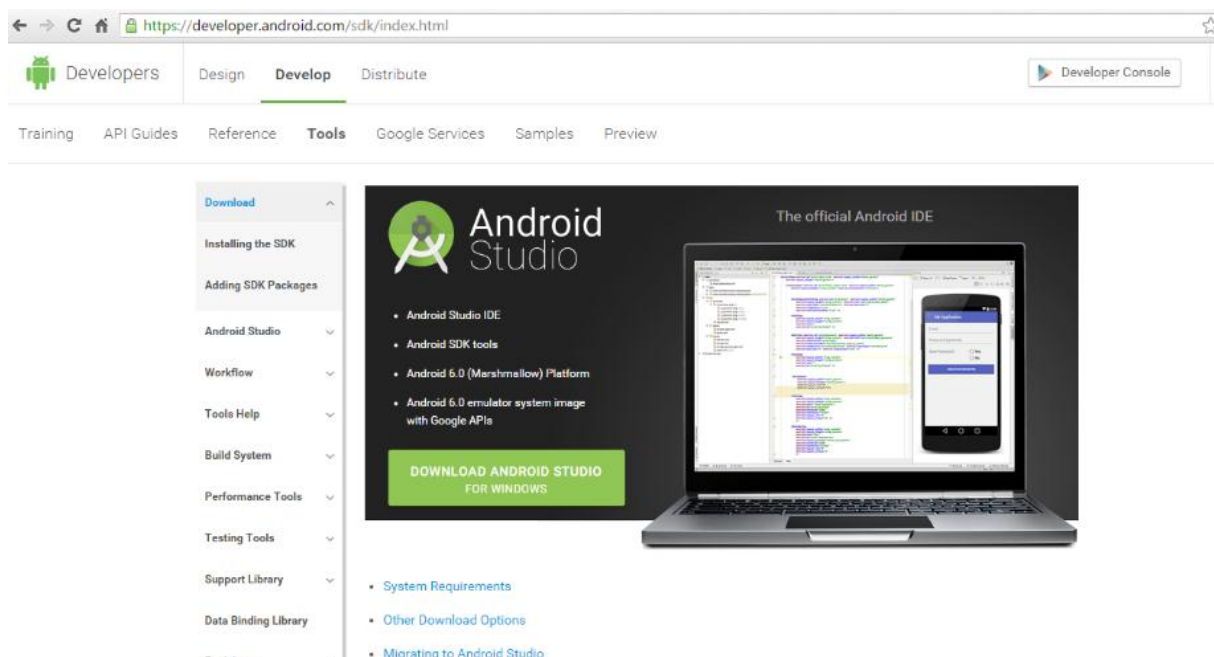 https://developer.android.com/sdk/index.html
Developers
Design
Develop
Distribute
Developer Console
Training
API Guides
Reference
Tools
Google Services
Samples
Preview
Download
Installing the SDK
Adding SDK Packages
Android Studio
Workflow
Tools Help
Build System
Performance Tools
Testing Tools
Support Library
Data Binding Library
Android
Studio
The official Android IDE
• Android Studio IDE
• Android SDK tools
• Android 6.0 (Marshmallow) Platform
• Android 6.0 emulator system image
with Google APIs
DOWNLOAD ANDROID STUDIO
FOR WINDOWS
• System Requirements
• Other Download Options
• Migrating to Android Studio